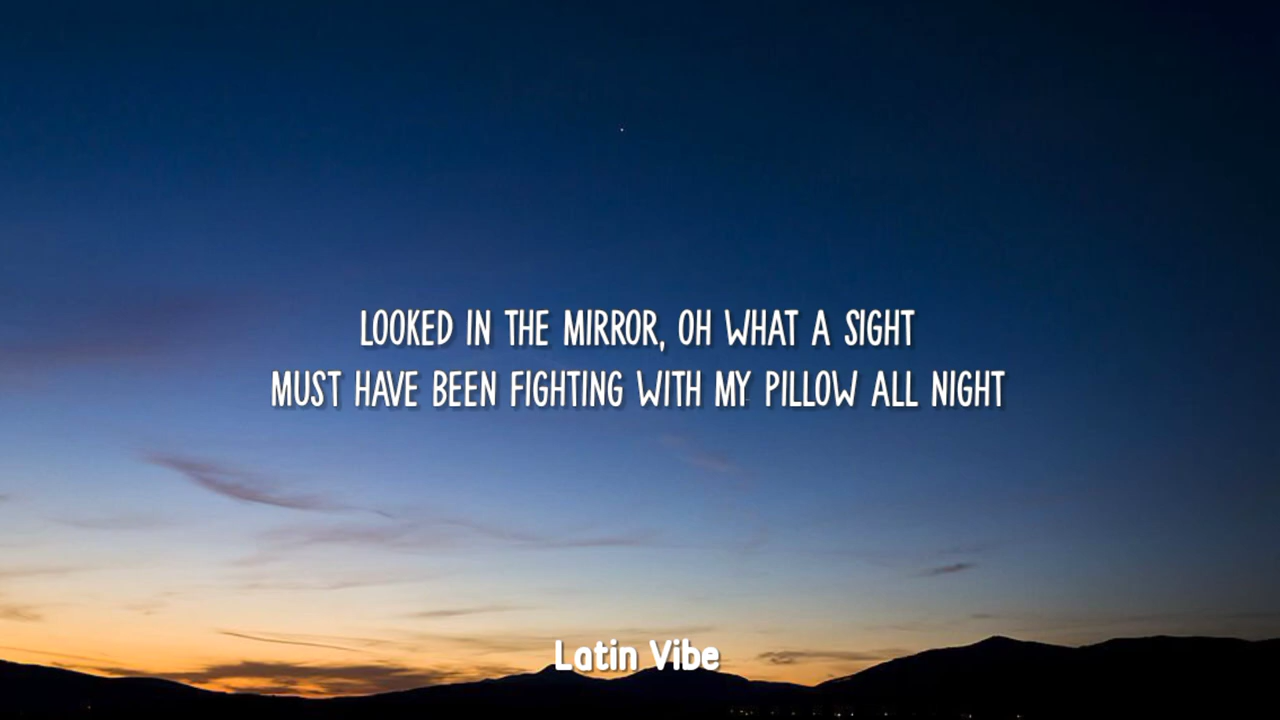 LOOKED IN THE MIRROR, OH WHAT A SIGHT
MUST HAVE BEEN FIGHTING WITH MY PILLOW ALL NIGHT
Latin Vibe